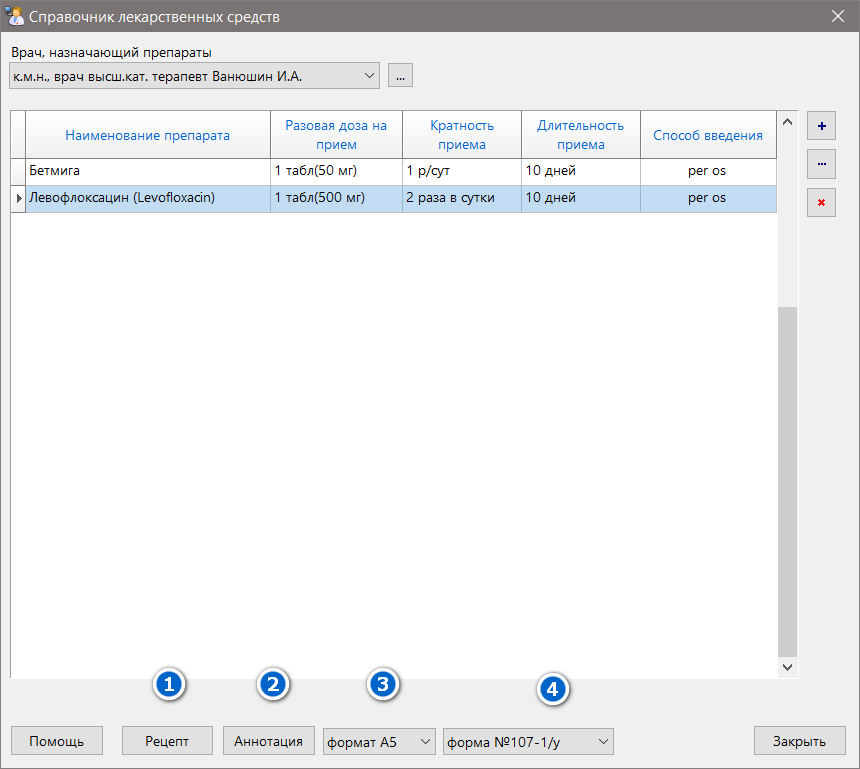 Справочник лекарственных средств
Врач, назначающий препараты
к.м.н., врач высш.кат. терапевт Ванюшин И.А.
...
Наименование препарата
Разовая доза на
прием
Кратность
приема
Длительность
приема
Способ введения
Бетмига 1 табл(50 мг) 1 р/сут 10 дней per os
Левофлоксацин (Levofloxacin) 1 табл(500 мг) 2 раза в сутки 10 дней per os
1 2 3 4
Помощь Рецепт Аннотация формат А5 форма №107-1/у Закрыть